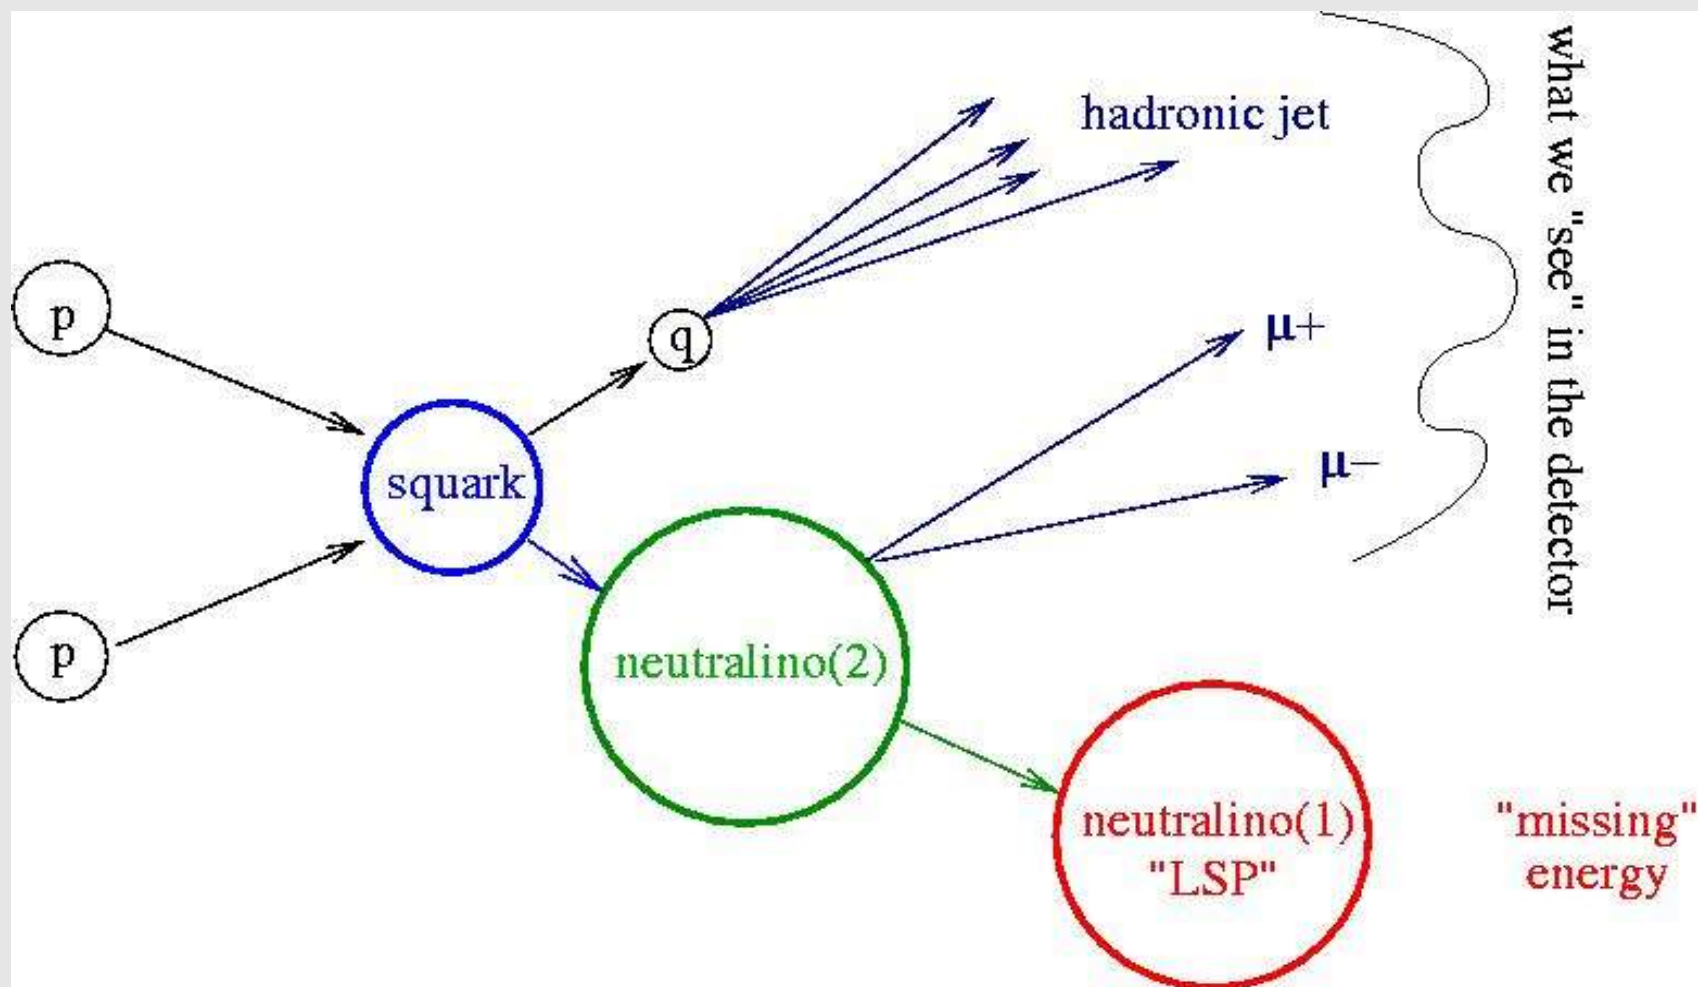 hadronic jet
what we "see" in the detector
p
q
μ+
μ−
squark
p
neutralino(2)
neutralino(1)
"LSP"
"missing"
energy